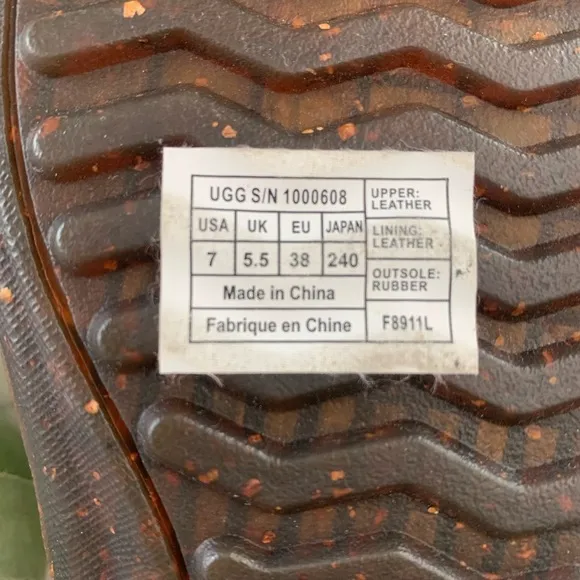 UGG S/N 1000608
USA UK EU JAPAN
7 5.5 38 240
Made in China
Fabrique en Chine
UPPER:
LEATHER
LINING:
LEATHER
OUTSOLE:
RUBBER
F8911L